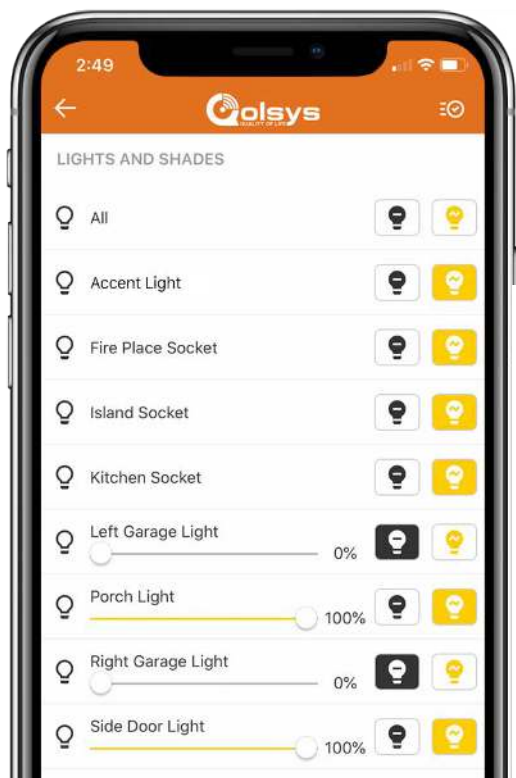 2:49
Qolsys
QUALITY OF LIFE
LIGHTS AND SHADES
All
Accent Light
Fire Place Socket
Island Socket
Kitchen Socket
Left Garage Light
0%
Porch Light
100%
Right Garage Light
0%
Side Door Light
100%